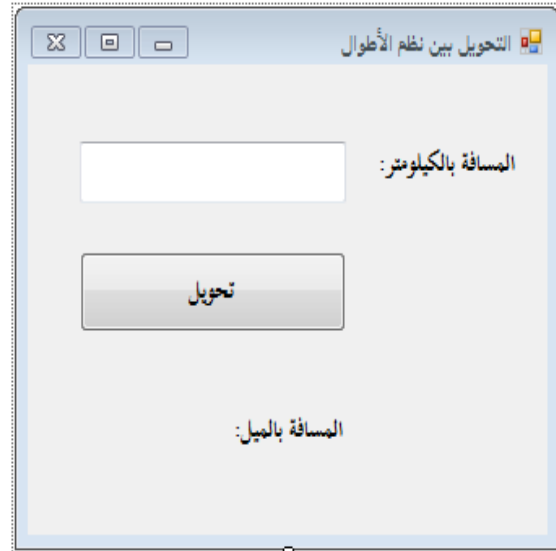 التحويل بين نظم الأطوال
المسافة بالكيلومتر:
تحويل
المسافة بالميل: